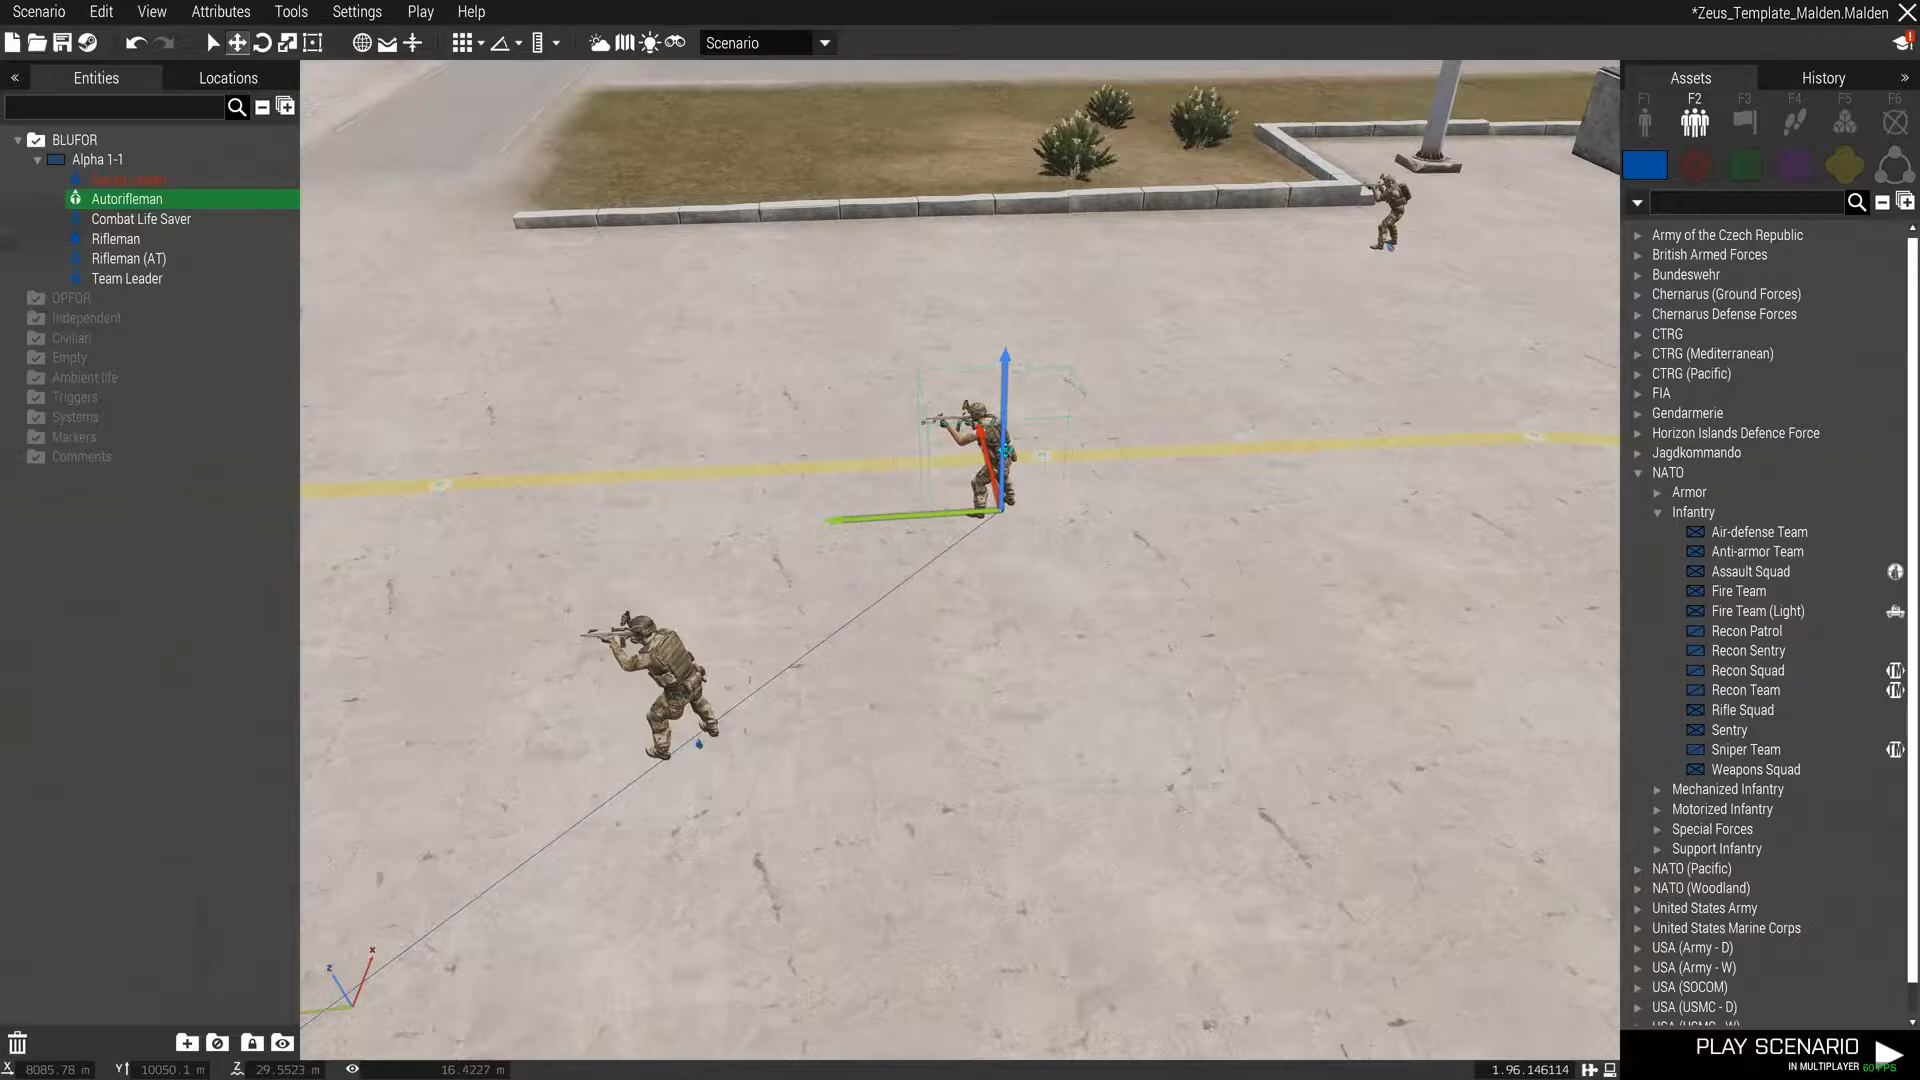 Scenario Edit View Attributes Tools Settings Play Help
*Zeus_Template_Malden.Malden
Scenario
Entities Locations
BLUFOR
Alpha 1-1
Squad Leader
Autorifleman
Combat Life Saver
Rifleman
Rifleman (AT)
Team Leader
OPFOR
Independent
Civilian
Empty
Ambient life
Triggers
Systems
Markers
Comments
X 8085.78 m Y 10050.1 m Z 29.5523 m 16.4227 m
1.96.146114
Assets History
F1 F2 F3 F4 F5 F6
Army of the Czech Republic
British Armed Forces
Bundeswehr
Chernarus (Ground Forces)
Chernarus Defense Forces
CTRG
CTRG (Mediterranean)
CTRG (Pacific)
FIA
Gendarmerie
Horizon Islands Defence Force
Jagdkommando
NATO
Armor
Infantry
Air-defense Team
Anti-armor Team
Assault Squad
Fire Team
Fire Team (Light)
Recon Patrol
Recon Sentry
Recon Squad
Recon Team
Rifle Squad
Sentry
Sniper Team
Weapons Squad
Mechanized Infantry
Motorized Infantry
Special Forces
Support Infantry
NATO (Pacific)
NATO (Woodland)
United States Army
United States Marine Corps
USA (Army - D)
USA (Army - W)
USA (SOCOM)
USA (USMC - D)
USA (USMC - W)
PLAY SCENARIO
IN MULTIPLAYER 60 FPS
x
z